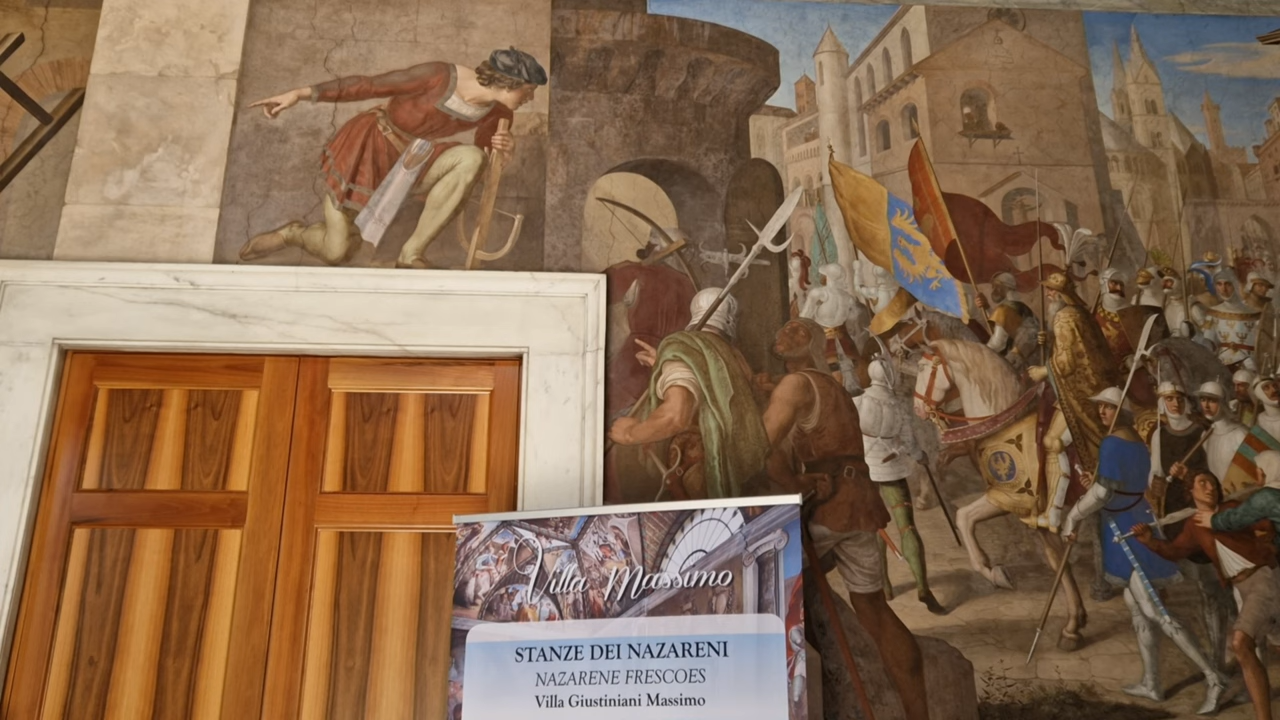 Villa Massimo
STANZE DEI NAZARENI
NAZARENE FRESCOES
Villa Giustiniani Massimo